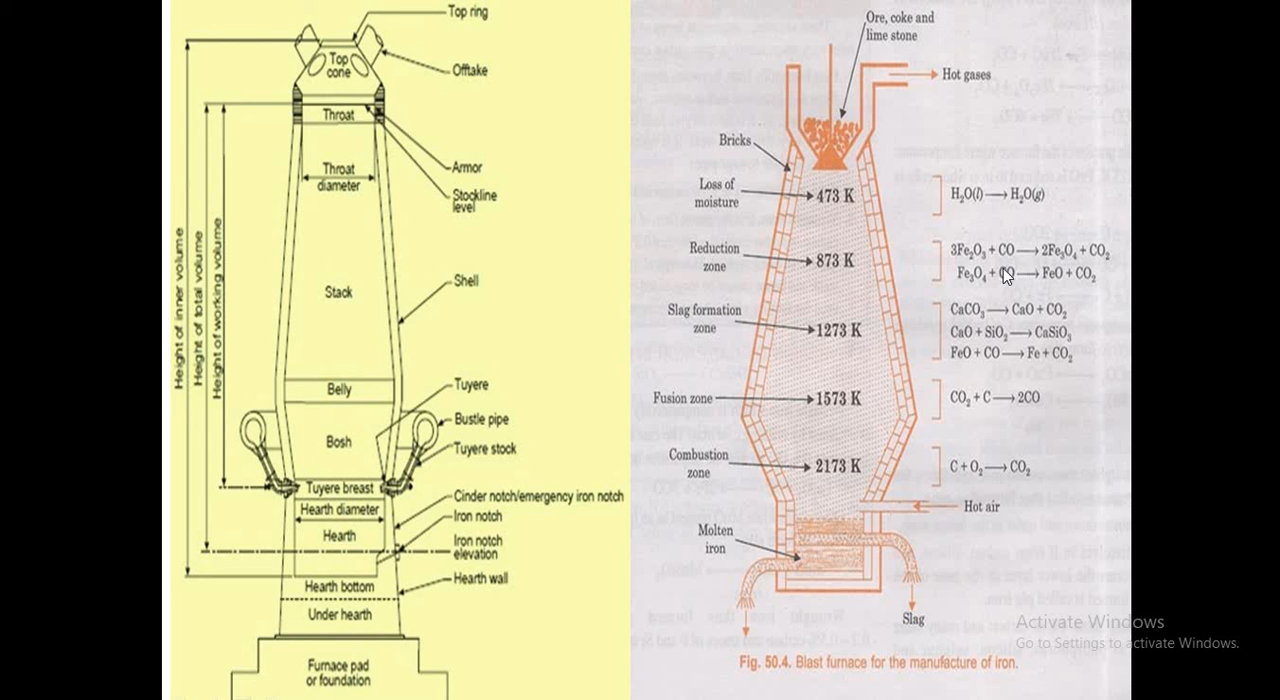 Top ring
Top
cone
Offtake
Throat
Armor
Throat
diameter
Stockline
level
Height of inner volume
Height of total volume
Height of working volume
Stack
Shell
Belly
Tuyere
Bustle pipe
Bosh
Tuyere stock
Tuyere breast
Cinder notch/emergency iron notch
Hearth diameter
Iron notch
Hearth
Iron notch
elevation
Hearth bottom
Hearth wall
Under hearth
Furnace pad
or foundation
Ore, coke and
lime stone
Hot gases
Bricks
Loss of
moisture
473 K
H₂O(l) ⟶ H₂O(g)
Reduction
zone
873 K
3Fe₂O₃ + CO ⟶ 2Fe₃O₄ + CO₂
Fe₃O₄ + CO ⟶ FeO + CO₂
Slag formation
zone
1273 K
CaCO₃ ⟶ CaO + CO₂
CaO + SiO₂ ⟶ CaSiO₃
FeO + CO ⟶ Fe + CO₂
Fusion zone
1573 K
CO₂ + C ⟶ 2CO
Combustion
zone
2173 K
C + O₂ ⟶ CO₂
Hot air
Molten
iron
Slag
Fig. 50.4. Blast furnace for the manufacture of iron.
Activate Windows
Go to Settings to activate Windows.